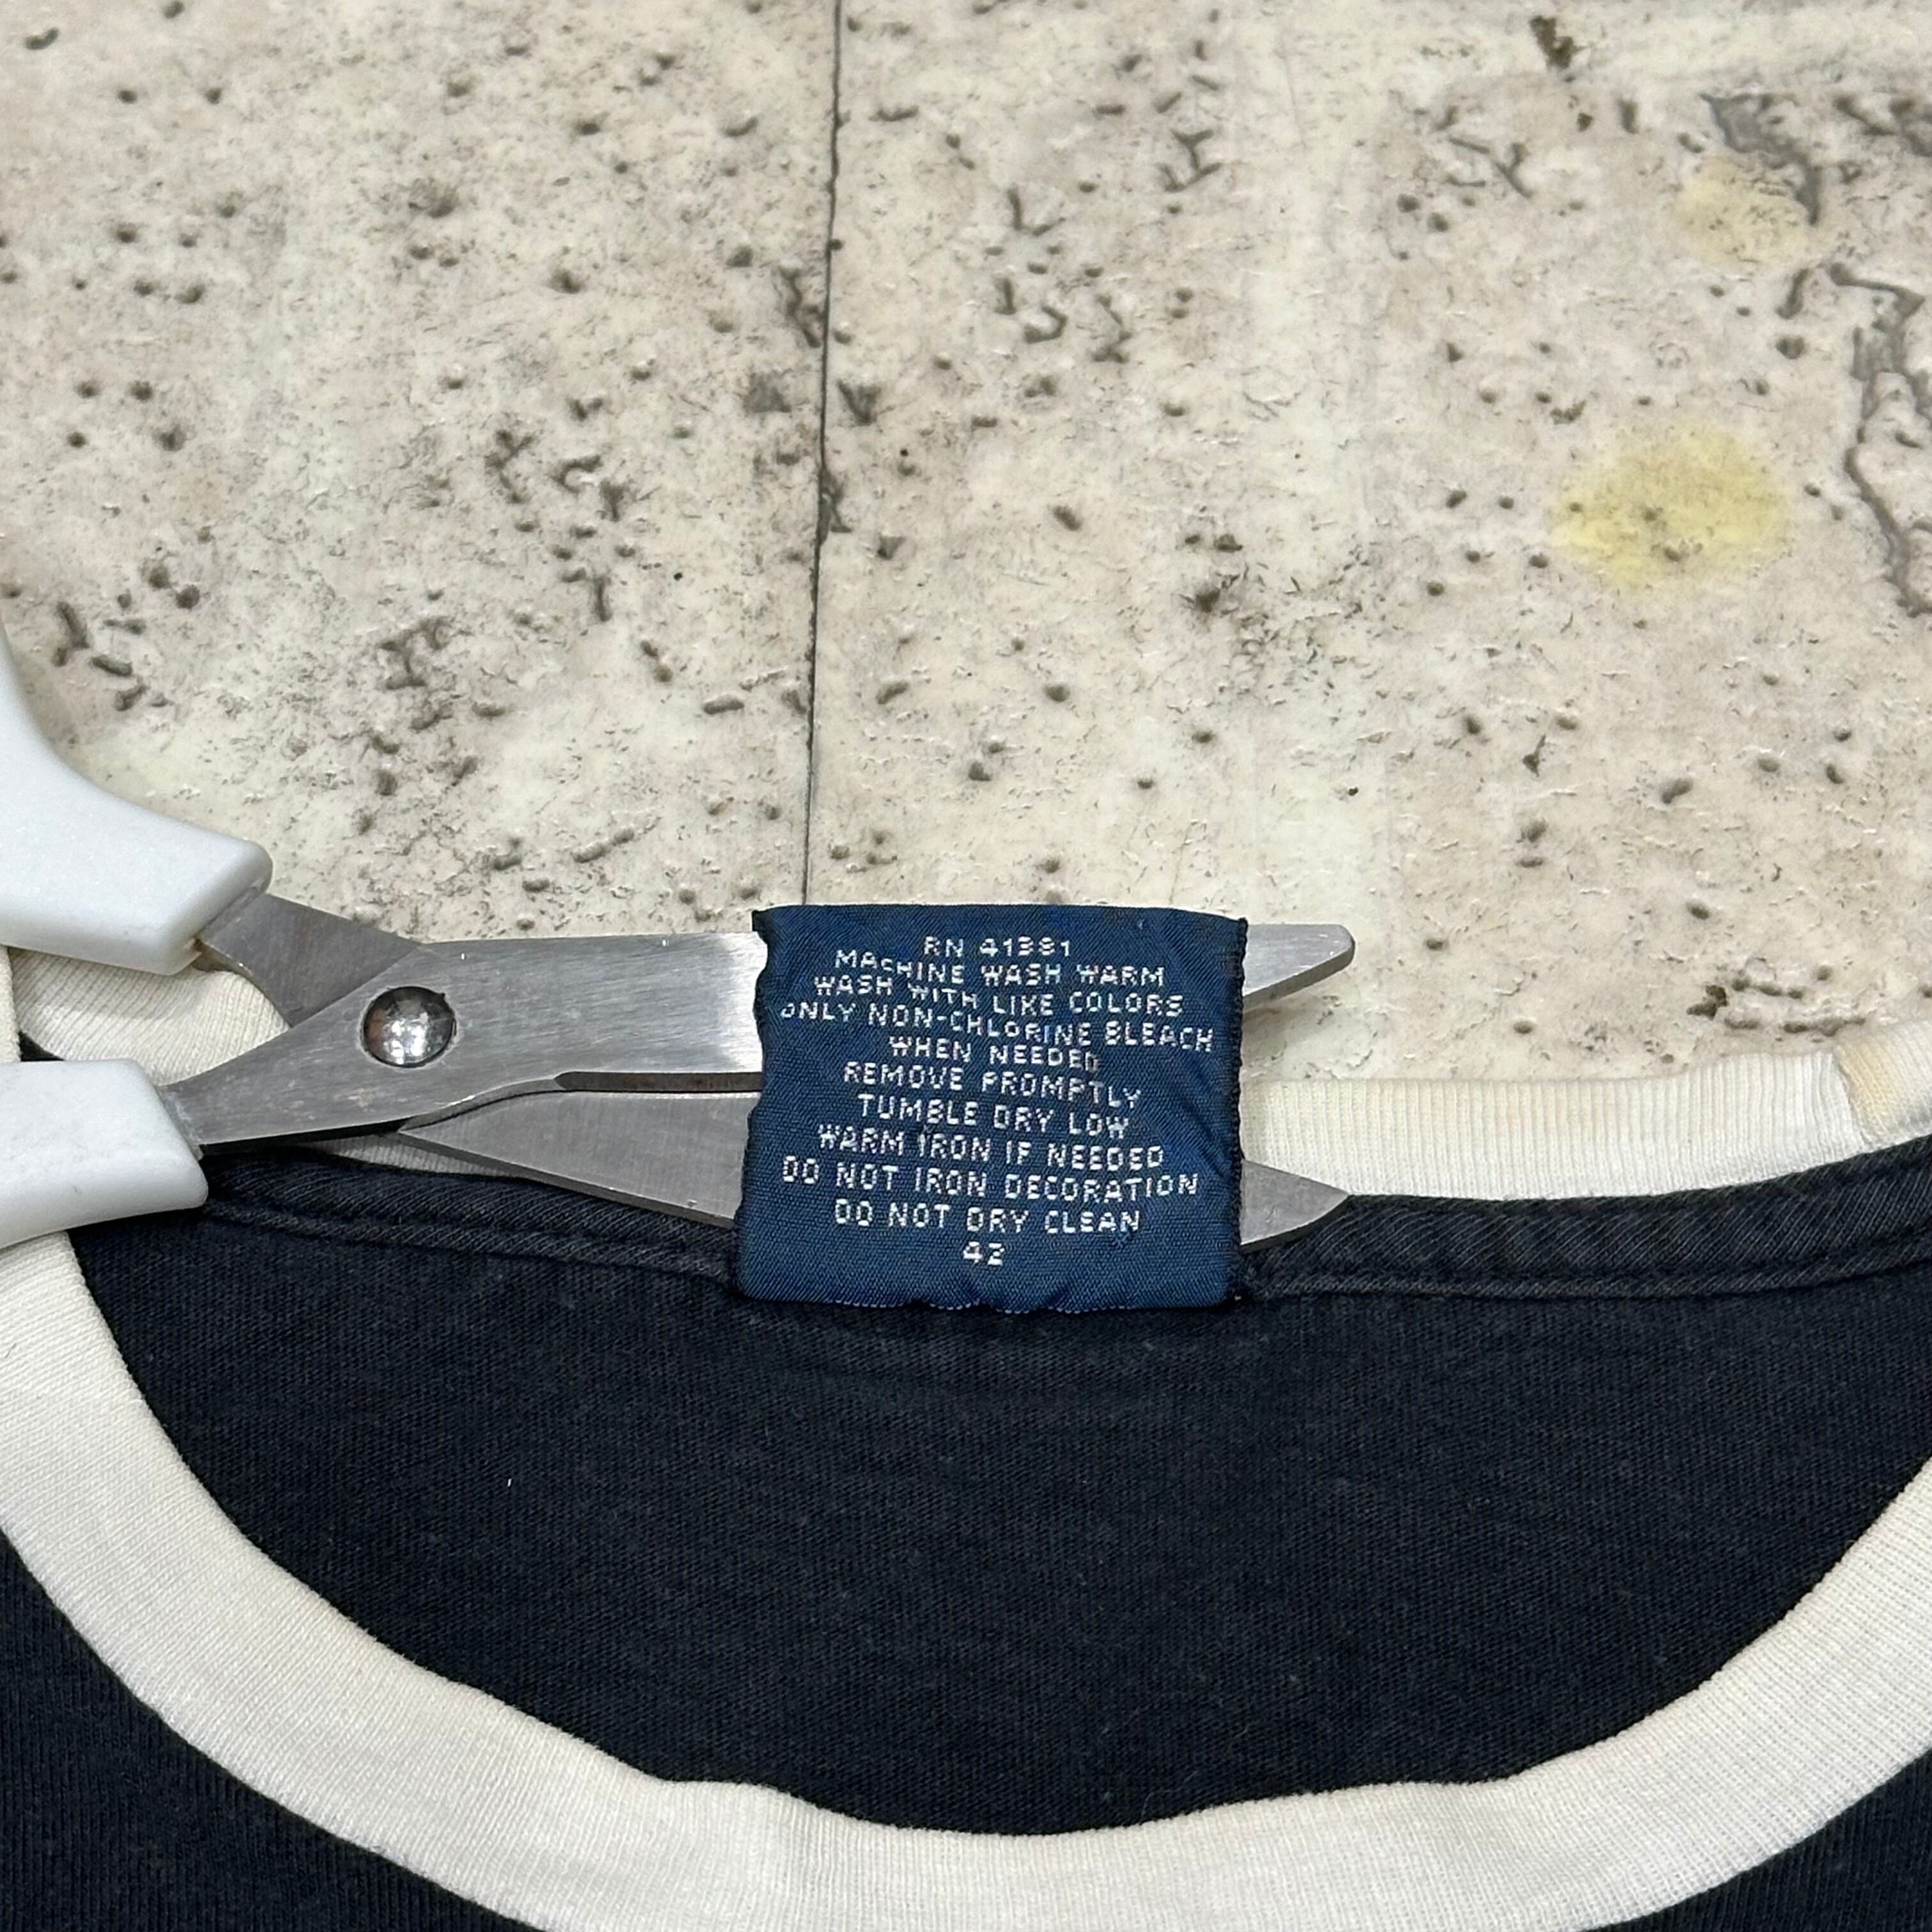 RN 41381
MACHINE WASH WARM
WASH WITH LIKE COLORS
ONLY NON-CHLORINE BLEACH
WHEN NEEDED
REMOVE PROMPTLY
TUMBLE DRY LOW
WARM IRON IF NEEDED
DO NOT IRON DECORATION
DO NOT DRY CLEAN
42